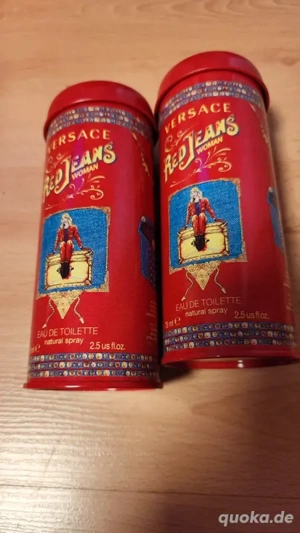 VERSACE
RED JEANS
WOMAN
EAU DE TOILETTE
natural spray
2.5 us fl.oz.
VERSACE
RED JEANS
WOMAN
EAU DE TOILETTE
natural spray
2.5 us fl.oz.
quoka.de